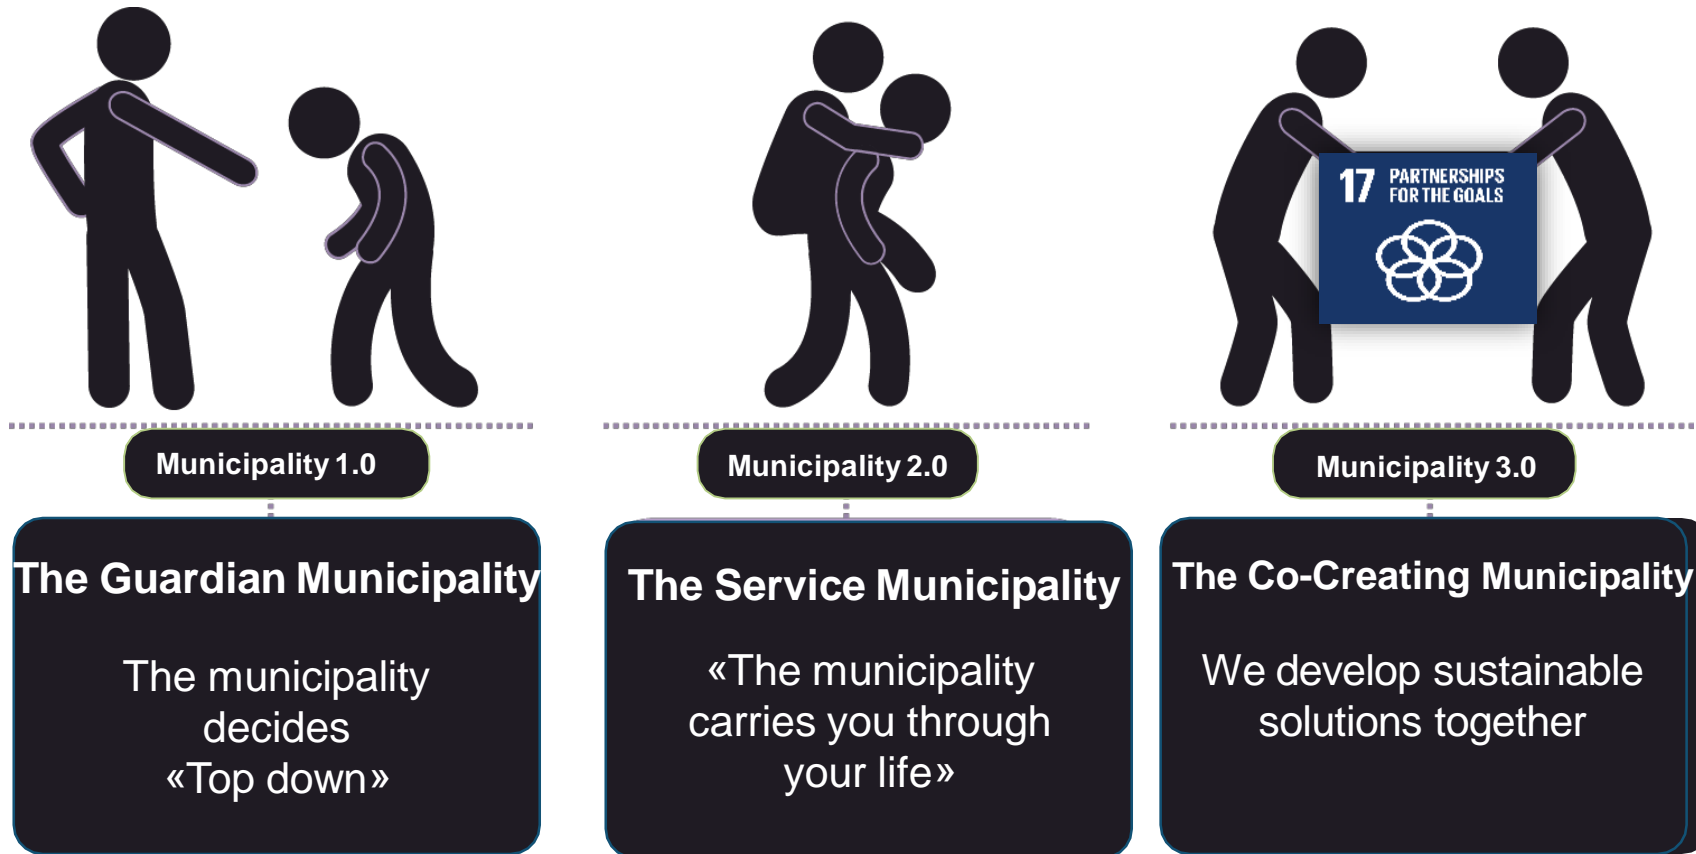 17 PARTNERSHIPS
FOR THE GOALS
Municipality 1.0
Municipality 2.0
Municipality 3.0
The Guardian Municipality
The municipality
decides
«Top down»
The Service Municipality
«The municipality
carries you through
your life»
The Co-Creating Municipality
We develop sustainable
solutions together